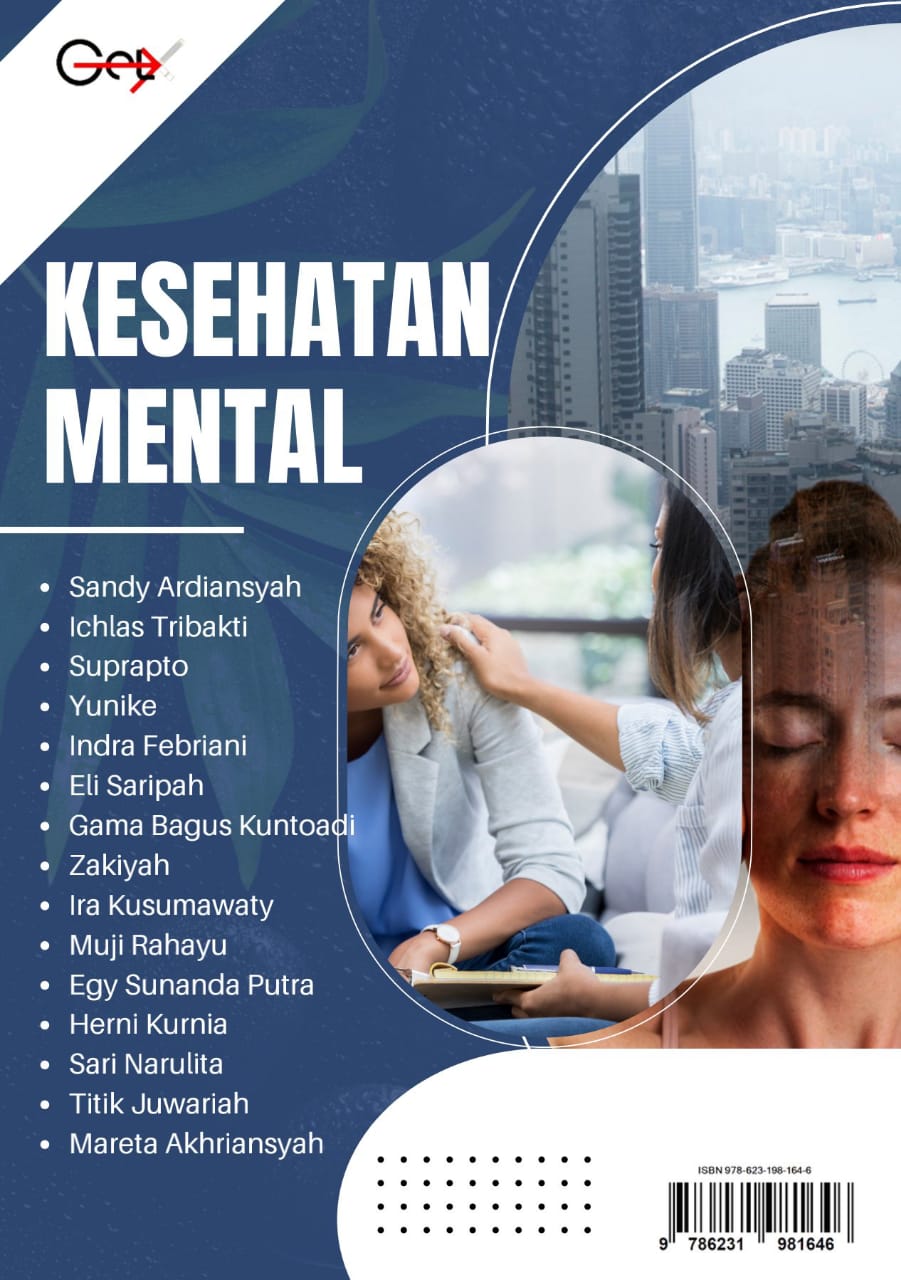 Get
KESEHATAN
MENTAL
• Sandy Ardiansyah
• Ichlas Tribakti
• Suprapto
• Yunike
• Indra Febriani
• Eli Saripah
• Gama Bagus Kuntoadi
• Zakiyah
• Ira Kusumawaty
• Muji Rahayu
• Egy Sunanda Putra
• Herni Kurnia
• Sari Narulita
• Titik Juwariah
• Mareta Akhriansyah
ISBN 978-623-198-164-6
9 786231 981646